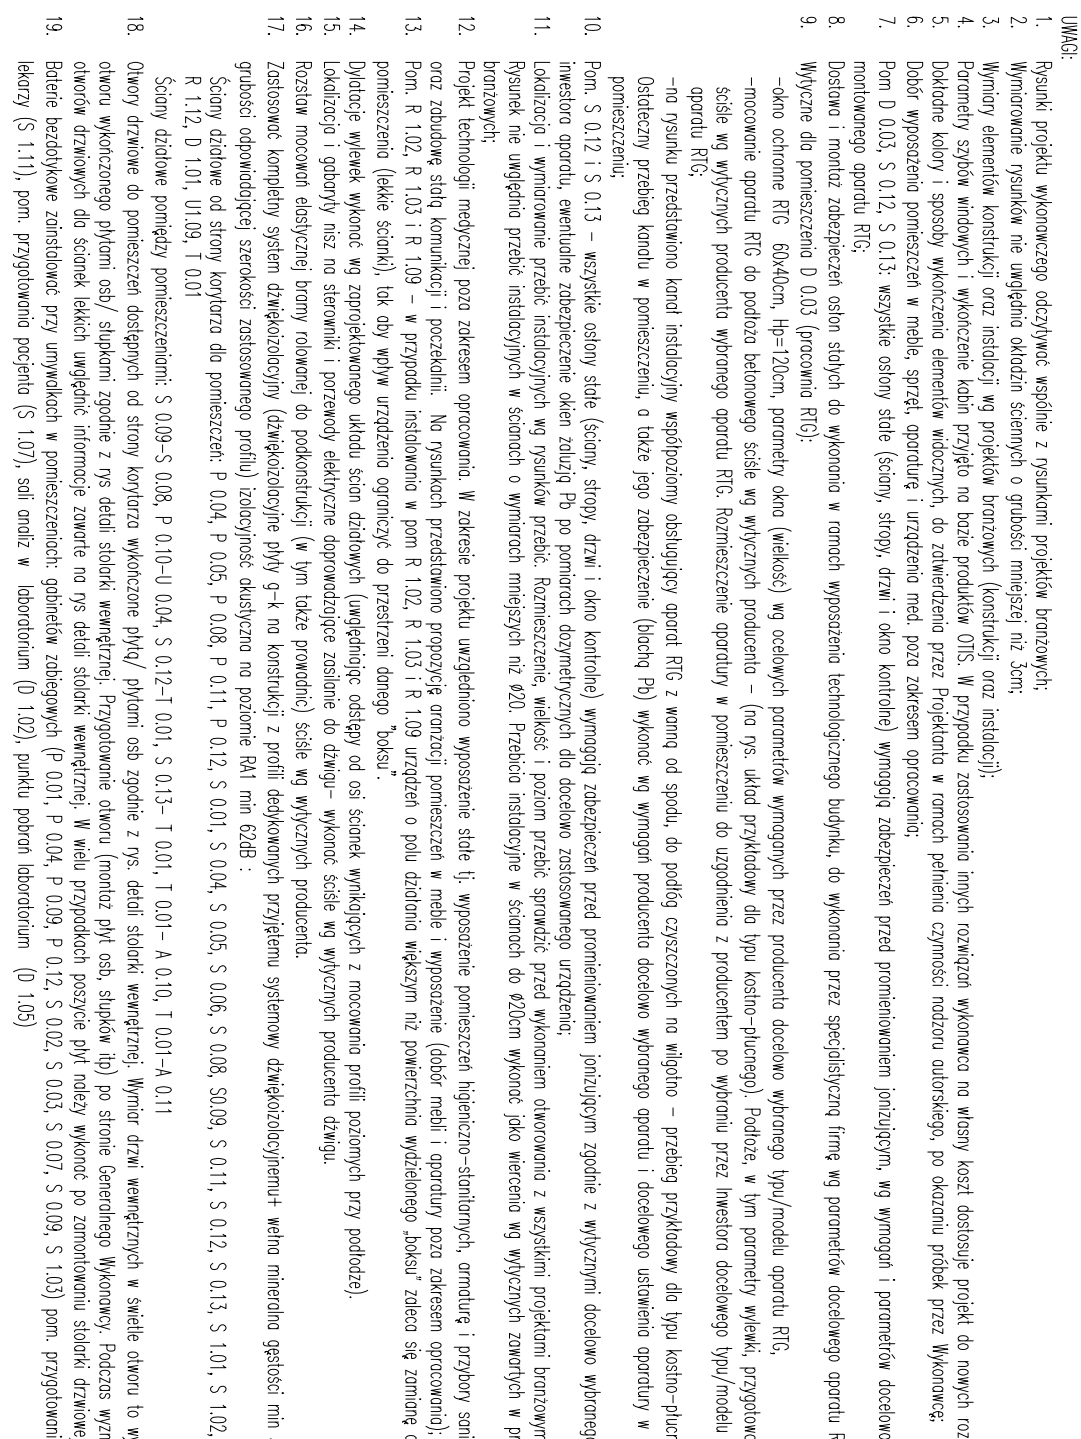 UWAGI:
1. Rysunki projektu wykonawczego odczytywać wspólnie z rysunkami projektów branżowych;
2. Wymiarowanie rysunków nie uwględnia okładzin ściennych o grubości mniejszej niż 3cm;
3. Wymiary elementów konstrukcji oraz instalacji wg projektów branżowych (konstrukcji oraz instalacji);
4. Parametry szybów windowych i wykończenie kabin przyjęto na bazie produktów OTIS. W przypadku zastosowania innych rozwiązań wykonawca na własny koszt dostosuje projekt do nowych roz
5. Dokładne kolory i sposoby wykończenia elementów widocznych, do zatwierdzenia przez Projektanta w ramach pełnienia czynności nadzoru autorskiego, po okazaniu próbek przez Wykonawcę;
6. Dobór wyposażenia pomieszczeń w meble, sprzęt, aparaturę i urządzenia med. poza zakresem opracowania;
7. Pom D 0.03, S 0.12, S 0.13: wszystkie osłony stałe (ściany, stropy, drzwi i okno kontrolne) wymagają zabezpieczeń przed promieniowaniem jonizującym, wg wymagań i parametrów docelowo
montowanego aparatu RTG;
8. Dostawa i montaż zabezpieczeń osłon stałych do wykonania w ramach wyposażenia technologicznego budynku, do wykonania przez specjalistyczną firmę wg parametrów docelowego aparatu R
9. Wytyczne dla pomieszczenia D 0.03 (pracownia RTG):
-okno ochronne RTG 60x40cm, Hp=120cm, parametry okna (wielkość) wg ocelowych parametrów wymaganych przez producenta docelowo wybranego typu/modelu aparatu RTG,
-mocowanie aparatu RTG do podłoża betonowego ściśle wg wytycznych producenta - (na rys. układ przykładowy dla typu kostno-płucnego). Podłoże, w tym parametry wylewki, przygotowa
ściśle wg wytycznych producenta wybranego aparatu RTG. Rozmieszczenie aparatury w pomieszczeniu do uzgodnienia z producentem po wybraniu przez Inwestora docelowego typu/modelu
aparatu RTG;
-na rysunku przedstawiono kanał instalacyjny współpoziomy obsługujący aparat RTG z wanną od spodu, do podłóg czyszczonych na wilgotno - przebieg przykładowy dla typu kostno-płucr
Ostateczny przebieg kanału w pomieszczeniu, a także jego zabezpieczenie (blachą Pb) wykonać wg wymagań producenta docelowo wybranego aparatu i docelowego ustawienia aparatury w
pomieszczeniu;
10. Pom. S 0.12 i S 0.13 - wszystkie osłony stałe (ściany, stropy, drzwi i okno kontrolne) wymagają zabezpieczeń przed promieniowaniem jonizującym zgodnie z wytycznymi docelowo wybranego
inwestora aparatu, ewentualne zabezpieczenie okien żaluzją Pb po pomiarach dozymetrycznych dla docelowo zastosowanego urządzenia;
11. Lokalizacja i wymiarowanie przebić instalacyjnych wg rysunków przebić. Rozmieszczenie, wielkość i poziom przebić sprawdzić przed wykonaniem otworowania z wszystkimi projektami branżowym
Rysunek nie uwględnia przebić instalacyjnych w ścianach o wymiarach mniejszych niż ø20. Przebicia instalacyjne w ścianach do ø20cm wykonać jako wiercenia wg wytycznych zawartych w pr
branżowych;
12. Projekt technologii medycznej poza zakresem opracowania. W zakresie projektu uwzgledniono wyposażenie stałe tj. wyposażenie pomieszczeń higieniczno-stanitarnych, armaturę i przybory sani
oraz zabudowę stałą komunikacji i poczekalnii. Na rysunkach przedstawiono propozycję aranżacji pomieszczeń w meble i wyposażenie (dobór mebli i aparatury poza zakresem opracowania);
13. Pom. R 1.02, R 1.03 i R 1.09 - w przypadku instalowania w pom R 1.02, R 1.03 i R 1.09 urządzeń o polu działania większym niż powierzchnia wydzielonego „boksu” zaleca się zamianę
pomieszczenia (lekkie ścianki), tak aby wpływ urządzenia ograniczyć do przestrzeni danego „boksu”.
14. Dylatacje wylewek wykonać wg zaprojektowanego układu ścian działowych (uwględniając odstępy od osi ścianek wynikających z mocowania profili poziomych przy podłodze).
15. Lokalizacja i gabaryty nisz na sterowniki i porzewody elektryczne doprowadzające zasilanie do dźwigu- wykonać ściśle wg wytycznych producenta dźwigu.
16. Rozstaw mocowań elastycznej bramy rolowanej do podkonstrukcji (w tym także prowadnic) ściśle wg wytycznych producenta.
17. Zastosować kompletny system dźwiękoizolacyjny (dźwiękoizolacyjne płyty g-k na konstrukcji z profili dedykowanych przyjętemu systemowy dźwiękoizolacyjnemu+ wełna mineralna gęstości min
grubości odpowiadającej szerokości zastosowanego profilu) izolacyjność akustyczna na poziomie RA1 min 62dB :
Ściany działowe od strony korytarza dla pomieszczeń: P 0.04, P 0.05, P 0.08, P 0.11, P 0.12, S 0.01, S 0.04, S 0.05, S 0.06, S 0.08, S0.09, S 0.11, S 0.12, S 0.13, S 1.01, S 1.02,
R 1.12, D 1.01, U1.09, T 0.01
Ściany działowe pomiędzy pomieszczeniami: S 0.09-S 0.08, P 0.10-U 0.04, S 0.12-T 0.01, S 0.13- T 0.01, T 0.01- A 0.10, T 0.01-A 0.11
18. Otwory drzwiowe do pomieszczeń dostępnych od strony korytarza wykończone płytą/ płytami osb zgodnie z rys. detali stolarki wewnętrznej. Wymiar drzwi wewnętrznych w świetle otworu to wy
otworu wykończonego płytami osb/ słupkami zgodnie z rys detali stolarki wewnętrznej. Przygotowanie otworu (montaż płyt osb, słupków itp) po stronie Generalnego Wykonawcy. Podczas wyzn
otworów drzwiowych dla ścianek lekkich uwględnić informacje zawarte na rys detali stolarki wewnętrznej. W wielu przypadkach poszycie płyt należy wykonać po zamontowaniu stolarki drzwiowe
19. Baterie bezdotykowe zainstalować przy umywalkach w pomieszczeniach: gabinetów zabiegowych (P 0.01, P 0.04, P 0.09, P 0.12, S 0.02, S 0.03, S 0.07, S 0.09, S 1.03) pom. przygotowani
lekarzy (S 1.11), pom. przygotowania pacjenta (S 1.07), sali analiz w laboratorium (D 1.02), punktu pobrań laboratorium (D 1.05)